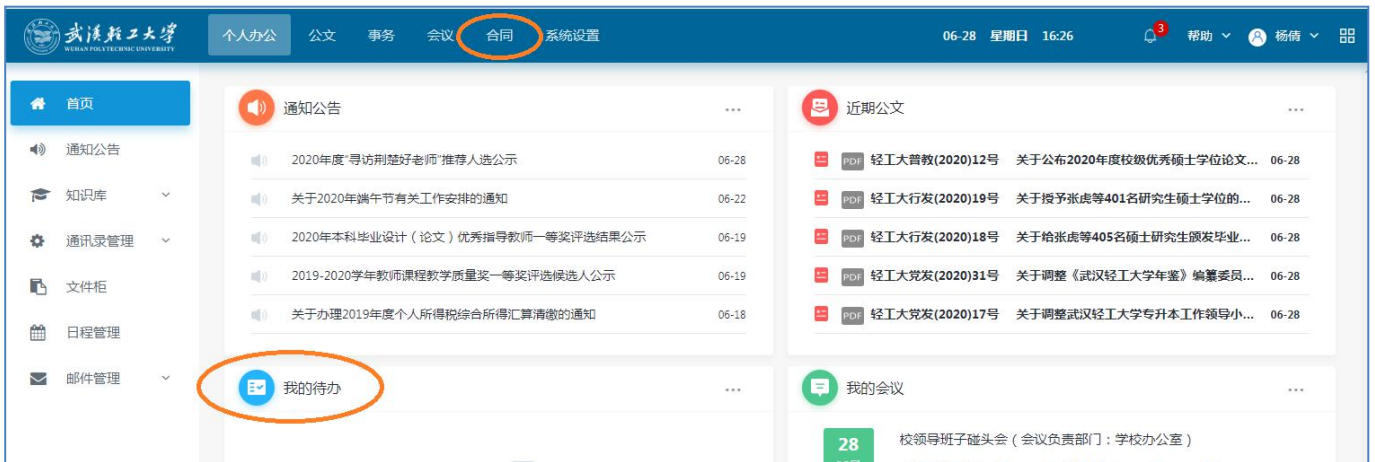 武汉轻工大学 个人办公 公文 事务 会议 合同 系统设置 06-28 星期日 16:26 3 帮助 杨倩
WUHAN POLYTECHNIC UNIVERSITY
首页
通知公告
知识库
通讯录管理
文件柜
日程管理
邮件管理
通知公告 ...
2020年度"寻访荆楚好老师"推荐人选公示 06-28
关于2020年端午节有关工作安排的通知 06-22
2020年本科毕业设计（论文）优秀指导教师一等奖评选结果公示 06-19
2019-2020学年教师课程教学质量奖一等奖评选候选人公示 06-19
关于办理2019年度个人所得税综合所得汇算清缴的通知 06-18
近期公文 ...
PDF 轻工大普教(2020)12号 关于公布2020年度校级优秀硕士学位论文... 06-28
PDF 轻工大行发(2020)19号 关于授予张虎等401名研究生硕士学位的... 06-28
PDF 轻工大行发(2020)18号 关于给张虎等405名硕士研究生颁发毕业... 06-28
PDF 轻工大党发(2020)31号 关于调整《武汉轻工大学年鉴》编纂委员... 06-28
PDF 轻工大党发(2020)17号 关于调整武汉轻工大学专升本工作领导小... 06-28
我的待办 ...
我的会议 ...
28 校领导班子碰头会（会议负责部门：学校办公室）